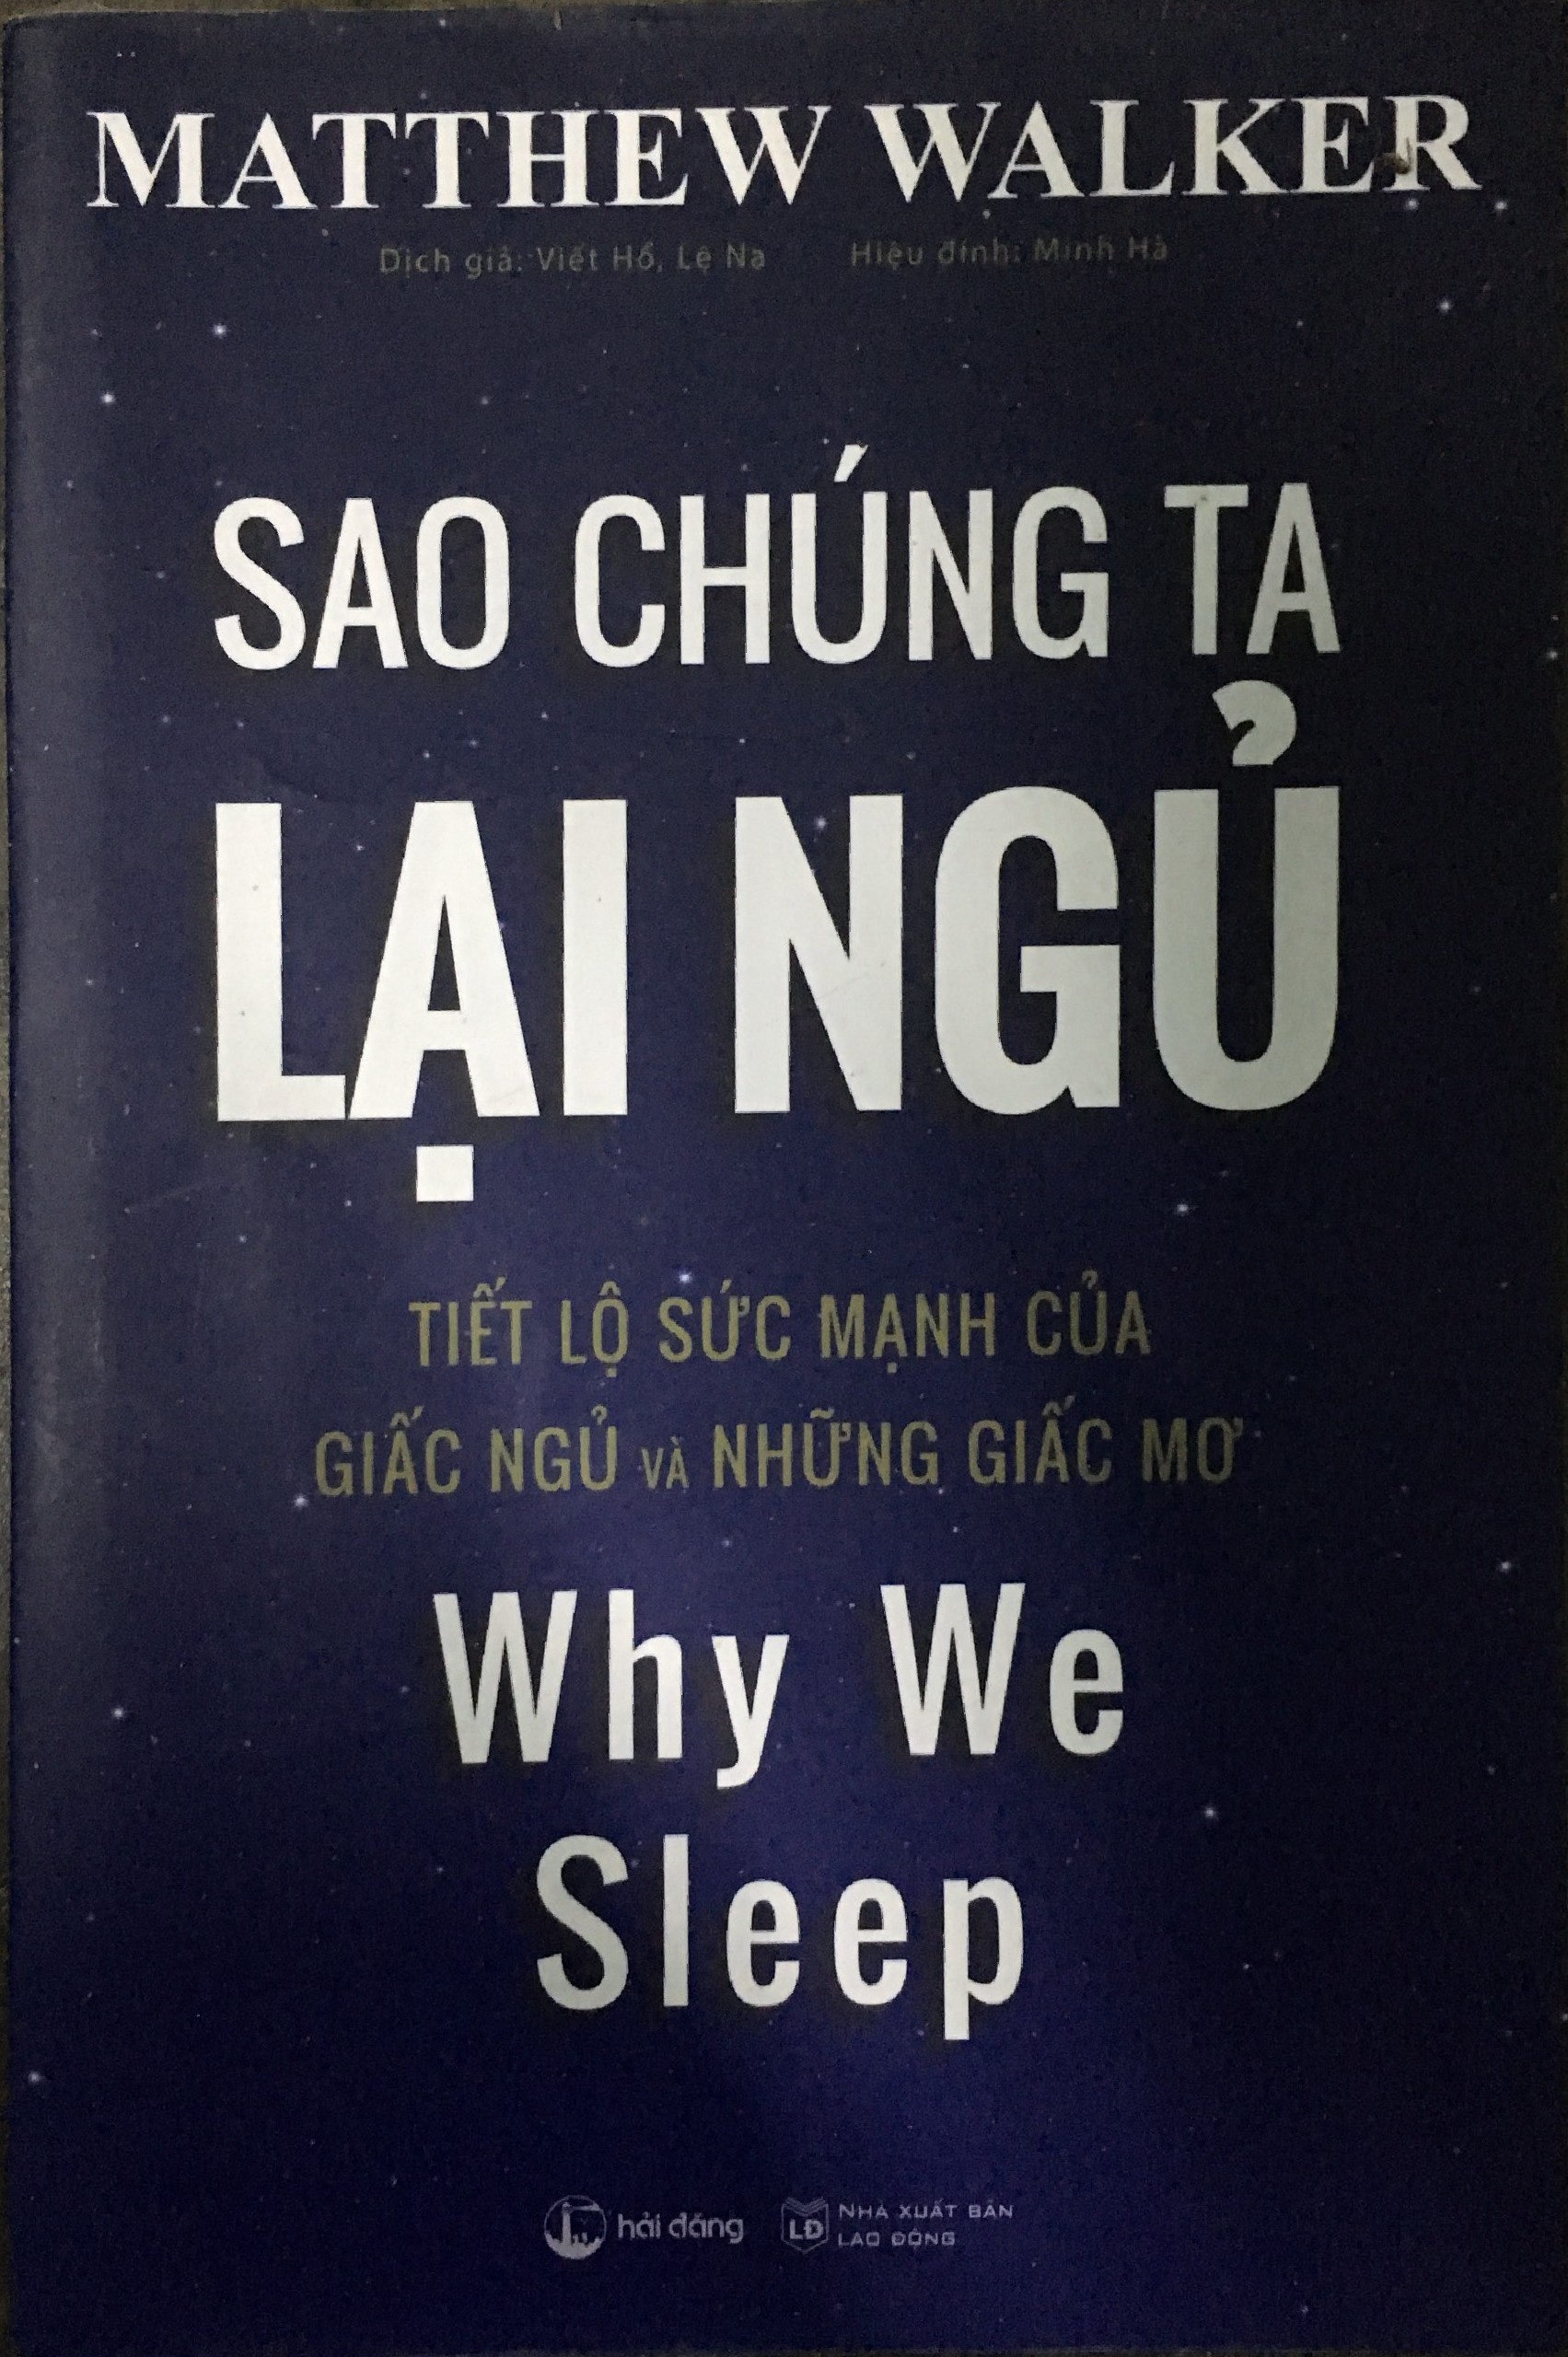 MATTHEW WALKER
Dịch giả: Viết Hổ, Lệ Na Hiệu đính: Minh Hà
SAO CHÚNG TA
LẠI NGỦ
TIẾT LỘ SỨC MẠNH CỦA
GIẤC NGỦ VÀ NHỮNG GIẤC MƠ
Why We
Sleep
hải đăng LĐ NHÀ XUẤT BẢN
LAO ĐỘNG